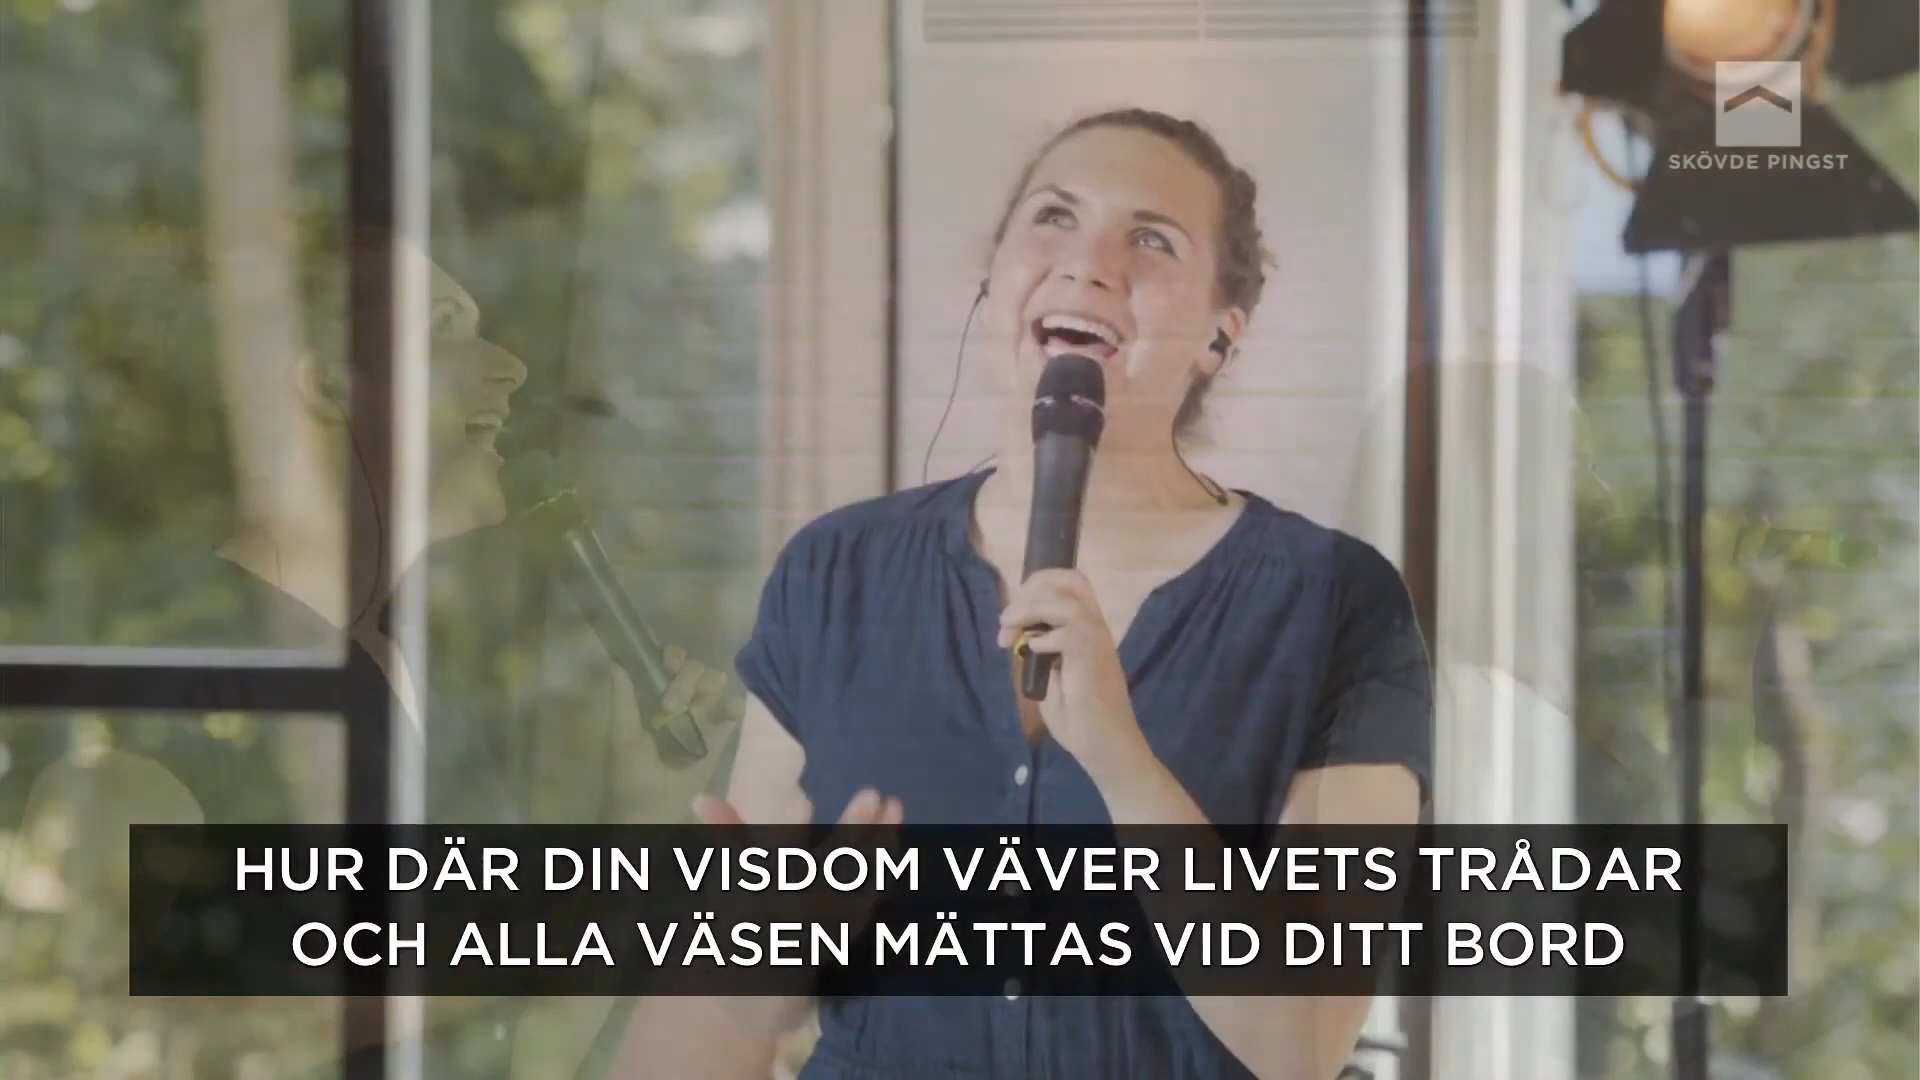 SKÖVDE PINGST
HUR DÄR DIN VISDOM VÄVER LIVETS TRÅDAR
OCH ALLA VÄSEN MÄTTAS VID DITT BORD